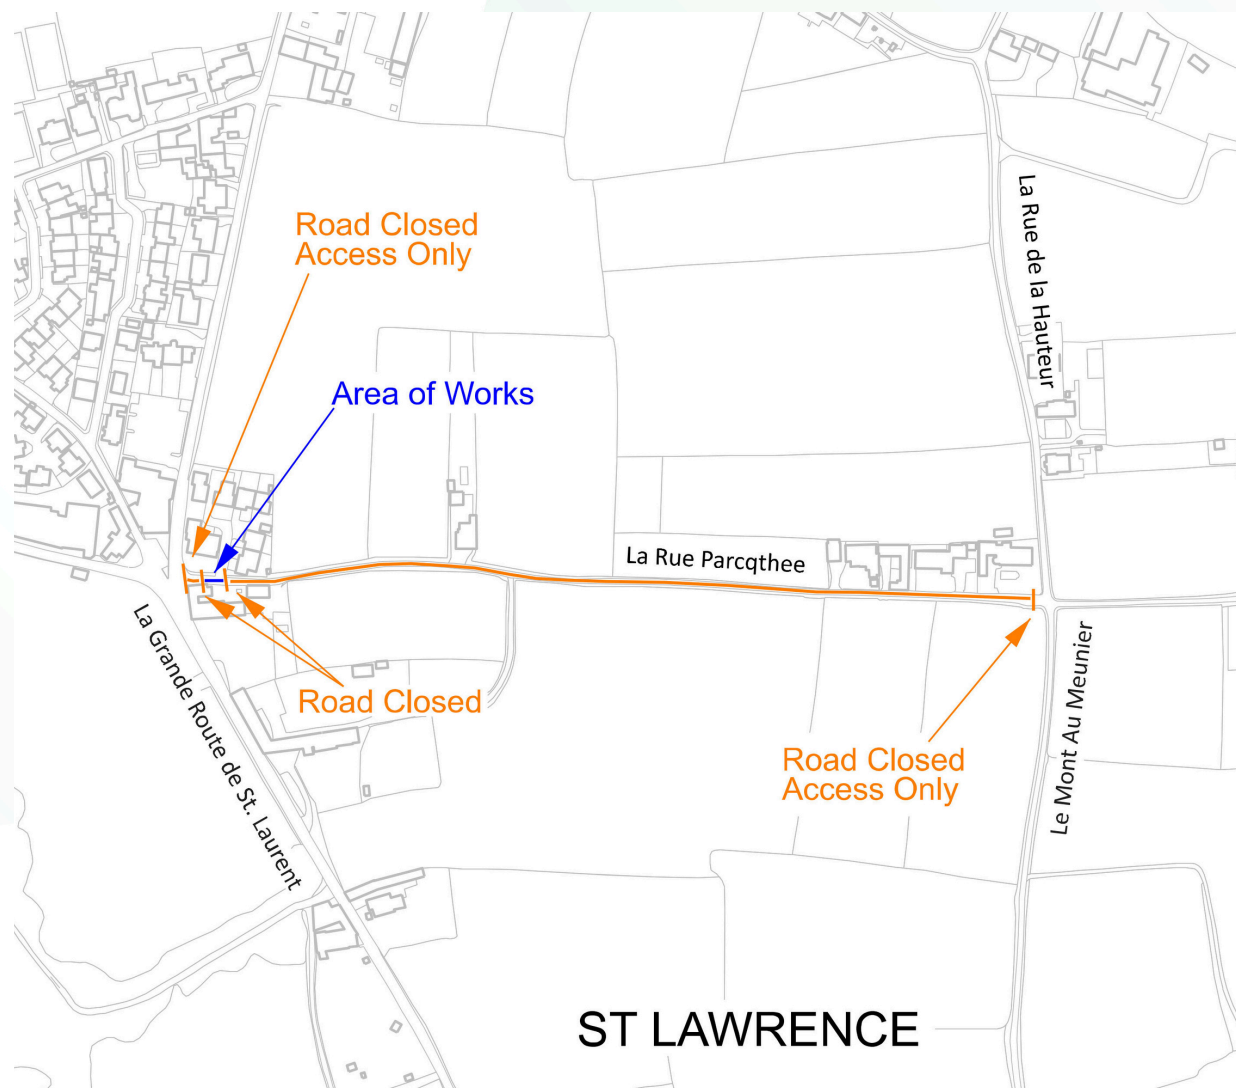 Road Closed
Access Only
La Rue de la Hauteur
Area of Works
La Rue Parcqthee
La Grande Route de St. Laurent
Road Closed
Le Mont Au Meunier
Road Closed
Access Only
ST LAWRENCE